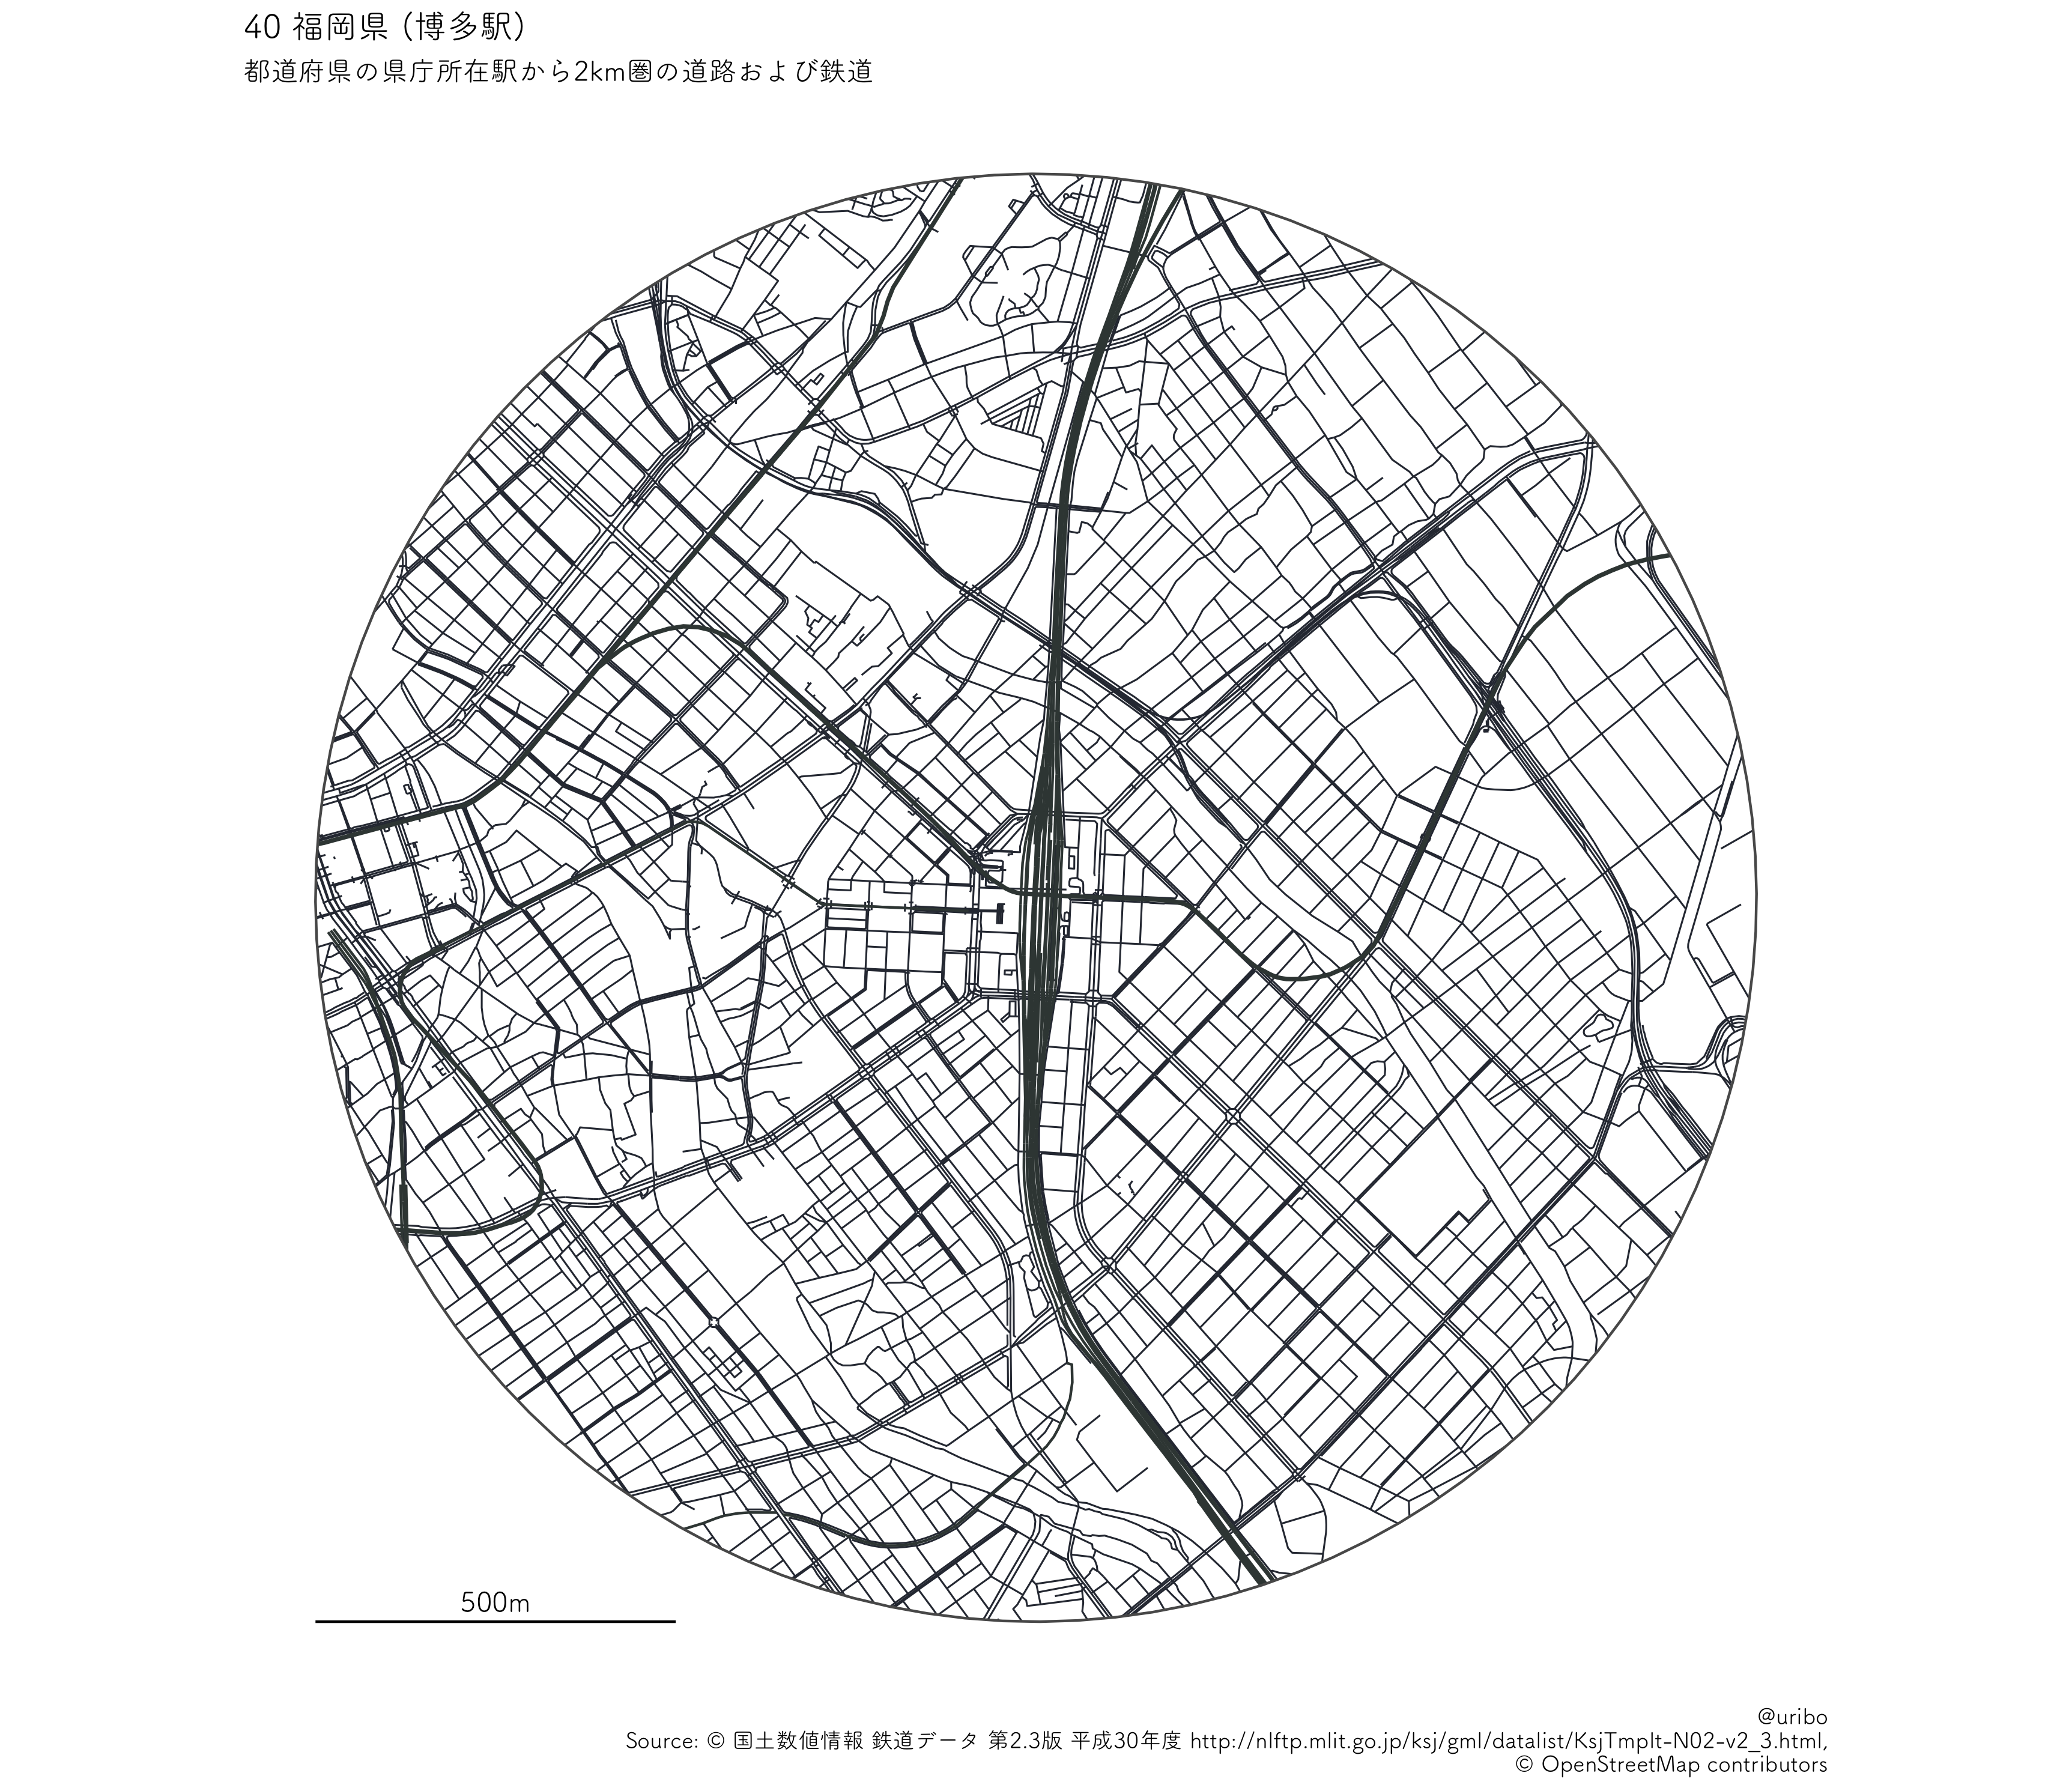 40 福岡県 (博多駅)
都道府県の県庁所在駅から2km圏の道路および鉄道
500m
@uribo
Source: © 国土数値情報 鉄道データ 第2.3版 平成30年度 http://nlftp.mlit.go.jp/ksj/gml/datalist/KsjTmplt-N02-v2_3.html,
© OpenStreetMap contributors